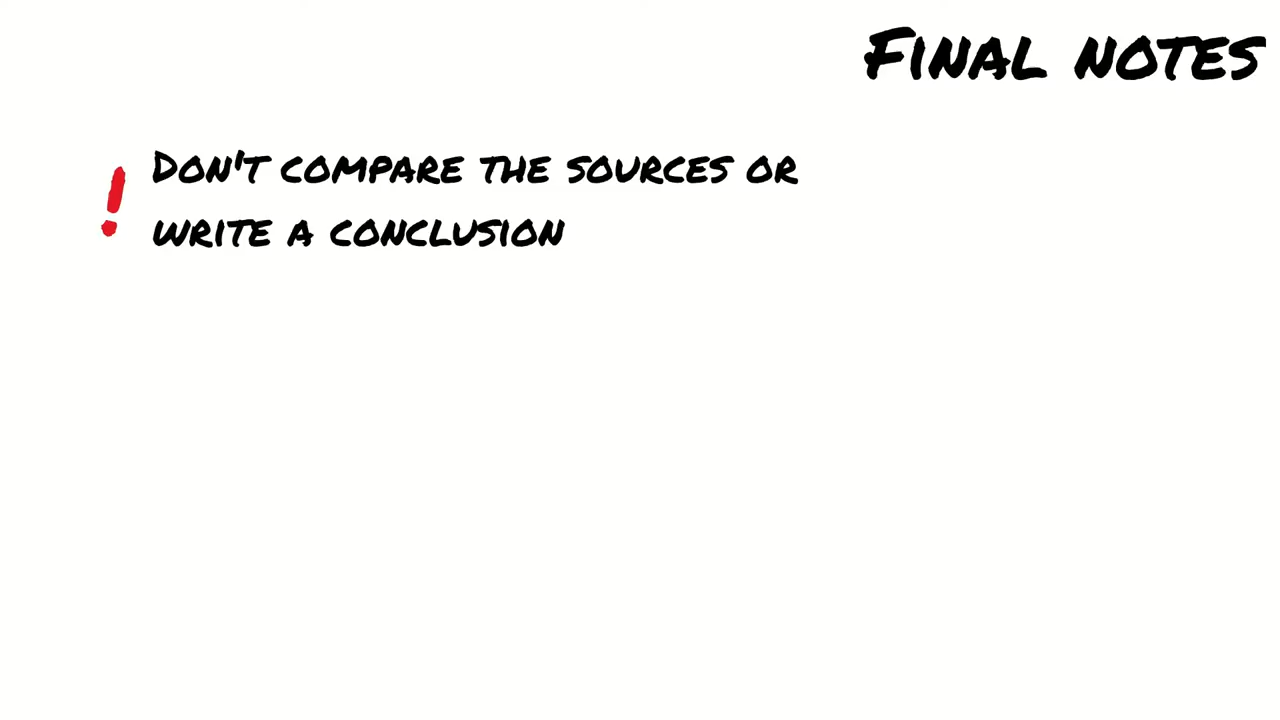 Final notes
! Don't compare the sources or
write a conclusion